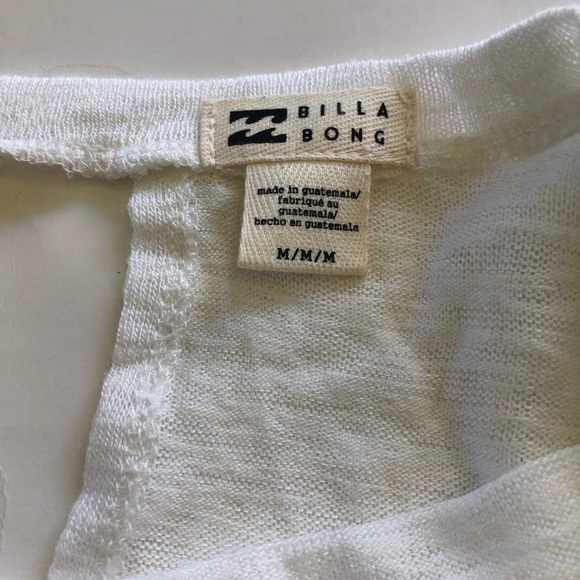 BILLA
BONG
made in guatemala/
fabriqué au
guatemala/
hecho en guatemala
M/M/M